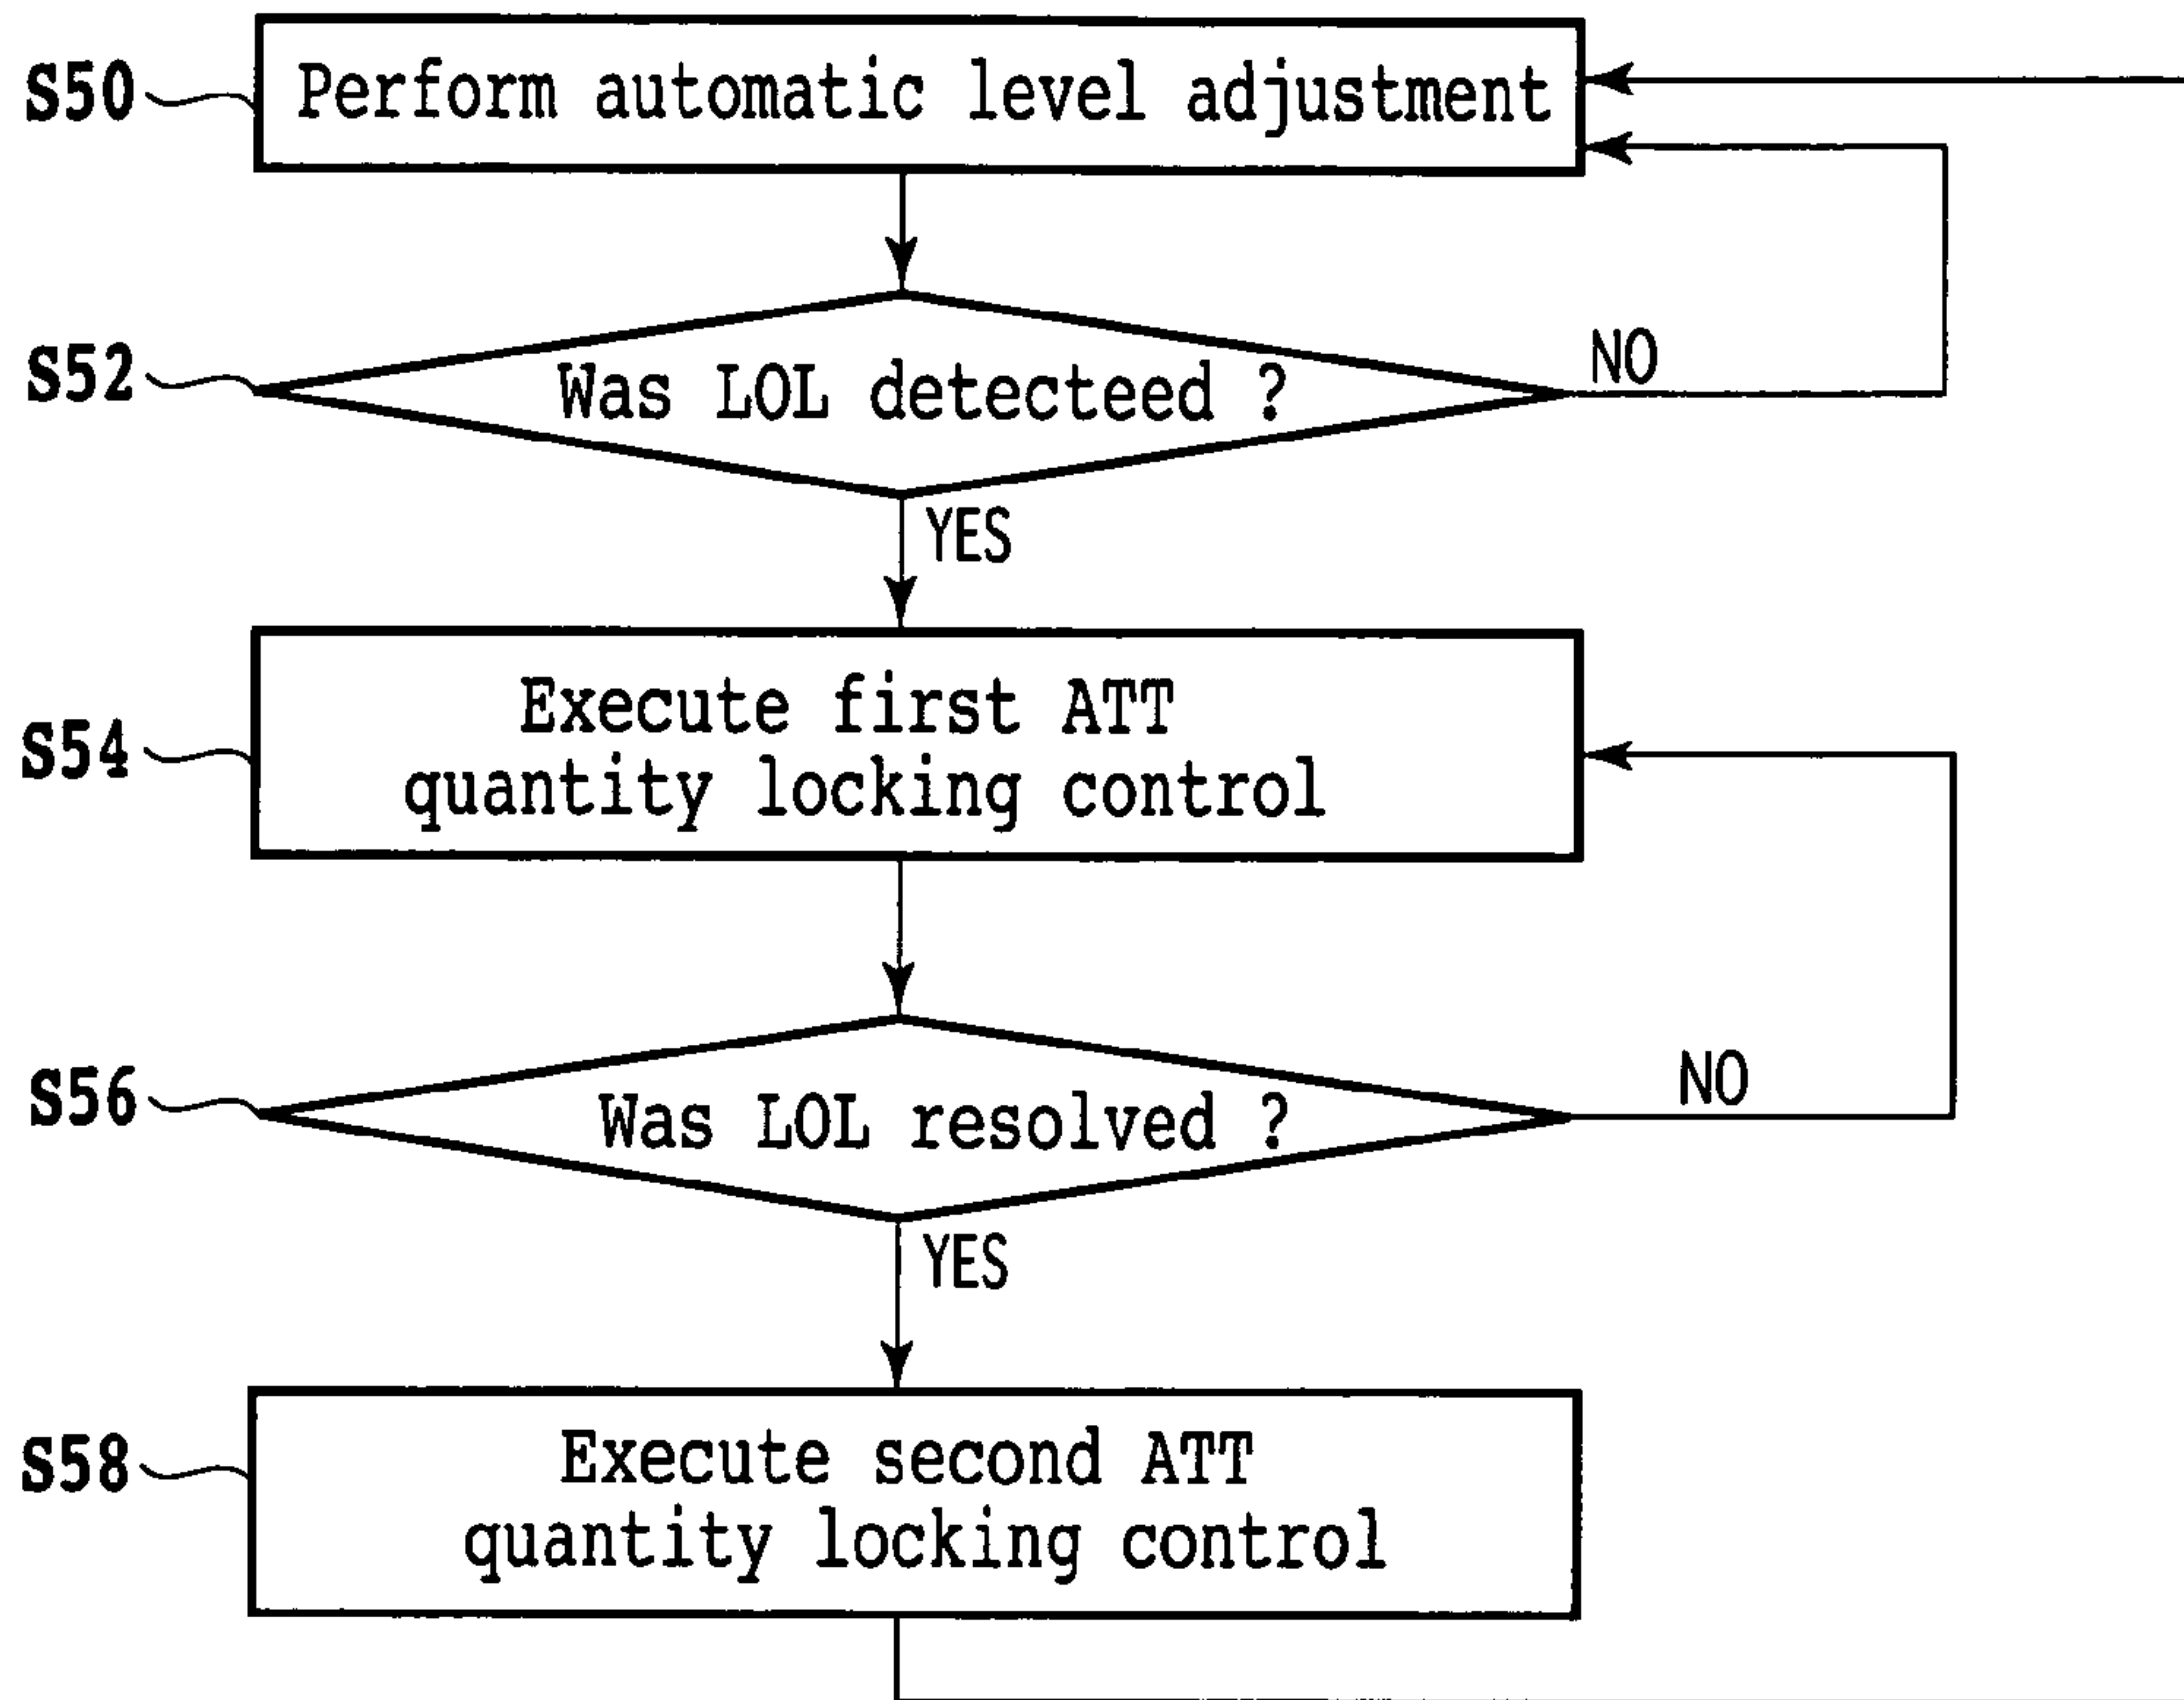 S50 Perform automatic level adjustment
S52 Was LOL detecteed ?
NO
YES
S54 Execute first ATT
quantity locking control
S56 Was LOL resolved ?
NO
YES
S58 Execute second ATT
quantity locking control